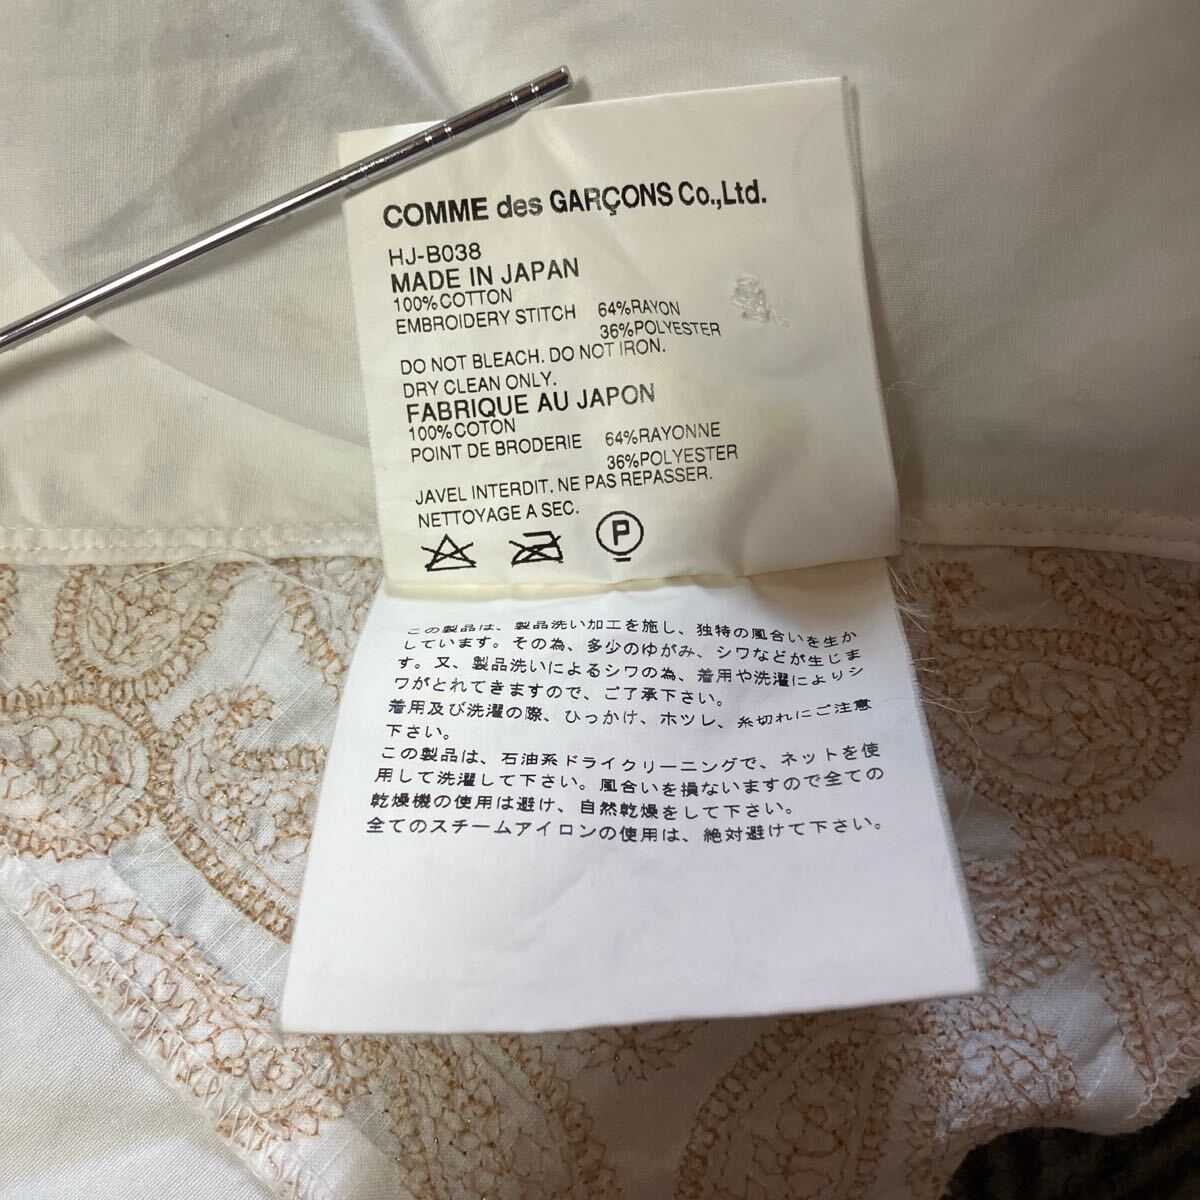 COMME des GARÇONS Co.,Ltd.
HJ-B038
MADE IN JAPAN
100%COTTON
EMBROIDERY STITCH 64%RAYON
36%POLYESTER
DO NOT BLEACH. DO NOT IRON.
DRY CLEAN ONLY.
FABRIQUE AU JAPON
100%COTON
POINT DE BRODERIE 64%RAYONNE
36%POLYESTER
JAVEL INTERDIT. NE PAS REPASSER.
NETTOYAGE A SEC.
P
この製品は、製品洗い加工を施し、独特の風合いを生か
しています。その為、多少のゆがみ、シワなどが生じま
す。又、製品洗いによるシワの為、着用や洗濯によりシ
ワがとれてきますので、ご了承下さい。
着用及び洗濯の際、ひっかけ、ホツレ、糸切れにご注意
下さい。
この製品は、石油系ドライクリーニングで、ネットを使
用して洗濯して下さい。風合いを損ないますので全ての
乾燥機の使用は避け、自然乾燥をして下さい。
全てのスチームアイロンの使用は、絶対避けて下さい。